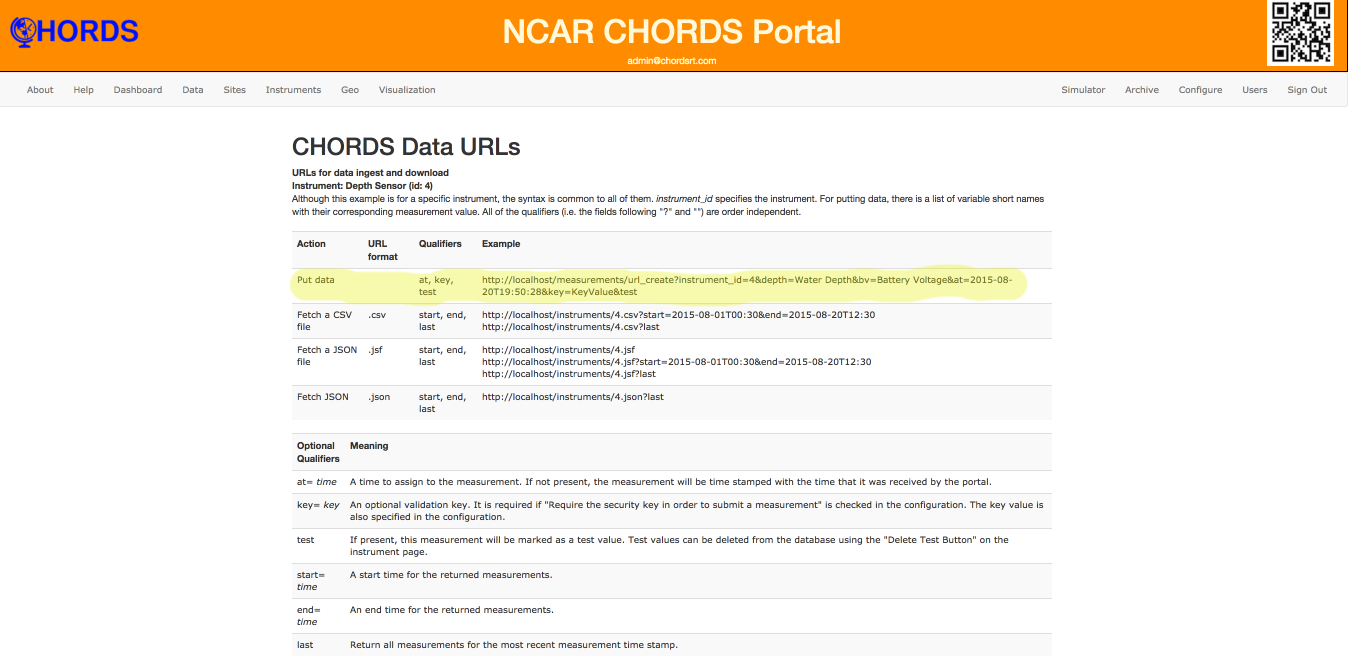 CHORDS
NCAR CHORDS Portal
admin@chordsrt.com
About Help Dashboard Data Sites Instruments Geo Visualization Simulator Archive Configure Users Sign Out
CHORDS Data URLs
URLs for data ingest and download
Instrument: Depth Sensor (id: 4)
Although this example is for a specific instrument, the syntax is common to all of them. instrument_id specifies the instrument. For putting data, there is a list of variable short names
with their corresponding measurement value. All of the qualifiers (i.e. the fields following "?" and "") are order independent.
Action URL format Qualifiers Example
Put data at, key, test http://localhost/measurements/url_create?instrument_id=4&depth=Water Depth&bv=Battery Voltage&at=2015-08-
20T19:50:28&key=KeyValue&test
Fetch a CSV file .csv start, end, last http://localhost/instruments/4.csv?start=2015-08-01T00:30&end=2015-08-20T12:30
http://localhost/instruments/4.csv?last
Fetch a JSON file .jsf start, end, last http://localhost/instruments/4.jsf
http://localhost/instruments/4.jsf?start=2015-08-01T00:30&end=2015-08-20T12:30
http://localhost/instruments/4.jsf?last
Fetch JSON .json start, end, last http://localhost/instruments/4.json?last
Optional Qualifiers Meaning
at= time A time to assign to the measurement. If not present, the measurement will be time stamped with the time that it was received by the portal.
key= key An optional validation key. It is required if "Require the security key in order to submit a measurement" is checked in the configuration. The key value is
also specified in the configuration.
test If present, this measurement will be marked as a test value. Test values can be deleted from the database using the "Delete Test Button" on the
instrument page.
start= time A start time for the returned measurements.
end= time An end time for the returned measurements.
last Return all measurements for the most recent measurement time stamp.